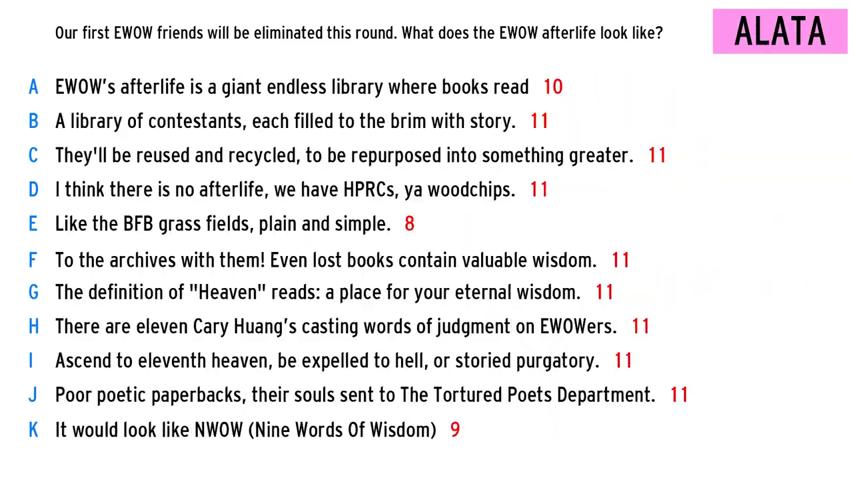 Our first EWOW friends will be eliminated this round. What does the EWOW afterlife look like?
ALATA
A EWOW's afterlife is a giant endless library where books read 10
B A library of contestants, each filled to the brim with story. 11
C They'll be reused and recycled, to be repurposed into something greater. 11
D I think there is no afterlife, we have HPRCs, ya woodchips. 11
E Like the BFB grass fields, plain and simple. 8
F To the archives with them! Even lost books contain valuable wisdom. 11
G The definition of "Heaven" reads: a place for your eternal wisdom. 11
H There are eleven Cary Huang's casting words of judgment on EWOWers. 11
I Ascend to eleventh heaven, be expelled to hell, or storied purgatory. 11
J Poor poetic paperbacks, their souls sent to The Tortured Poets Department. 11
K It would look like NWOW (Nine Words Of Wisdom) 9